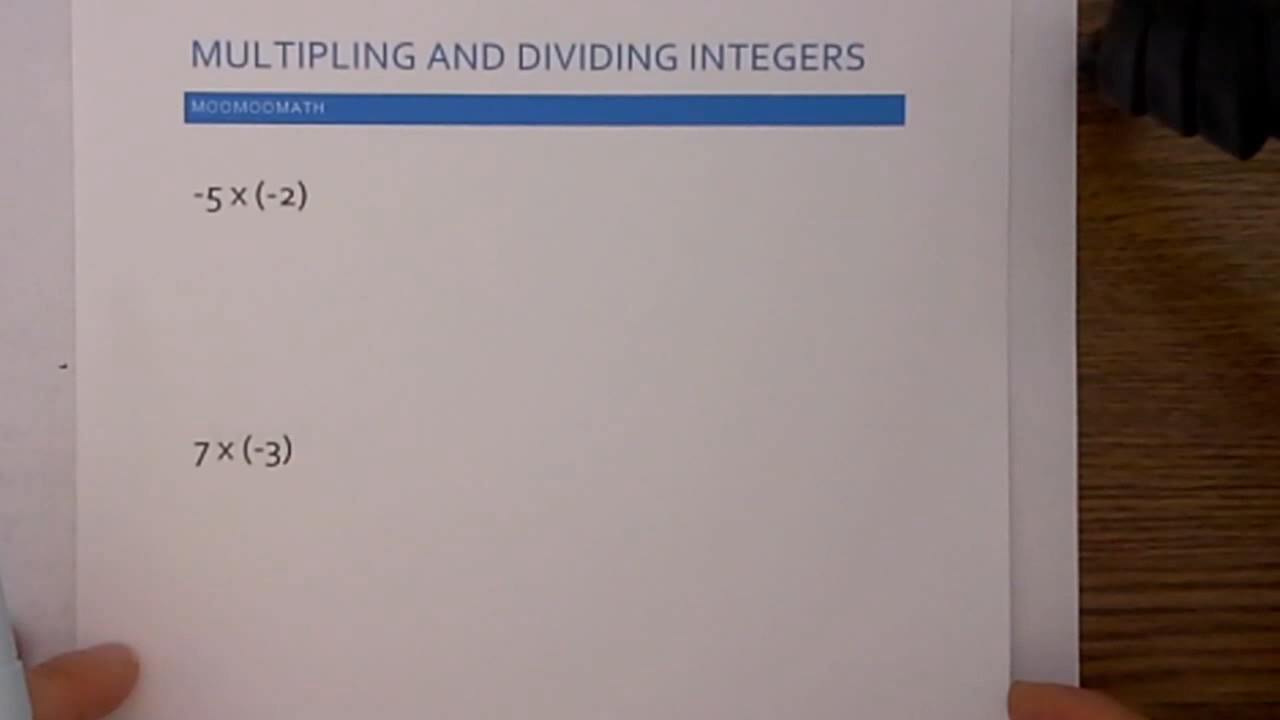 MULTIPLING AND DIVIDING INTEGERS
MOOMOOMATH
-5 x (-2)
7 x (-3)